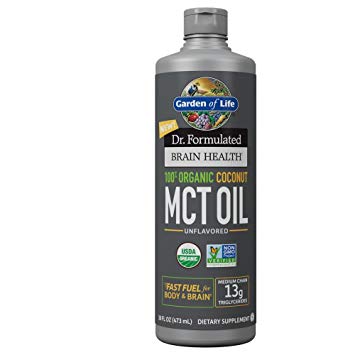 Garden of Life
NEW!
Dr. Formulated
BRAIN HEALTH
100% ORGANIC COCONUT
MCT OIL
UNFLAVORED
USDA
ORGANIC
NON
GMO
VERIFIED
MEDIUM CHAIN
13g
TRIGLYCERIDES
FAST FUEL for
BODY & BRAIN
16 FL OZ (473 mL)
DIETARY SUPPLEMENT